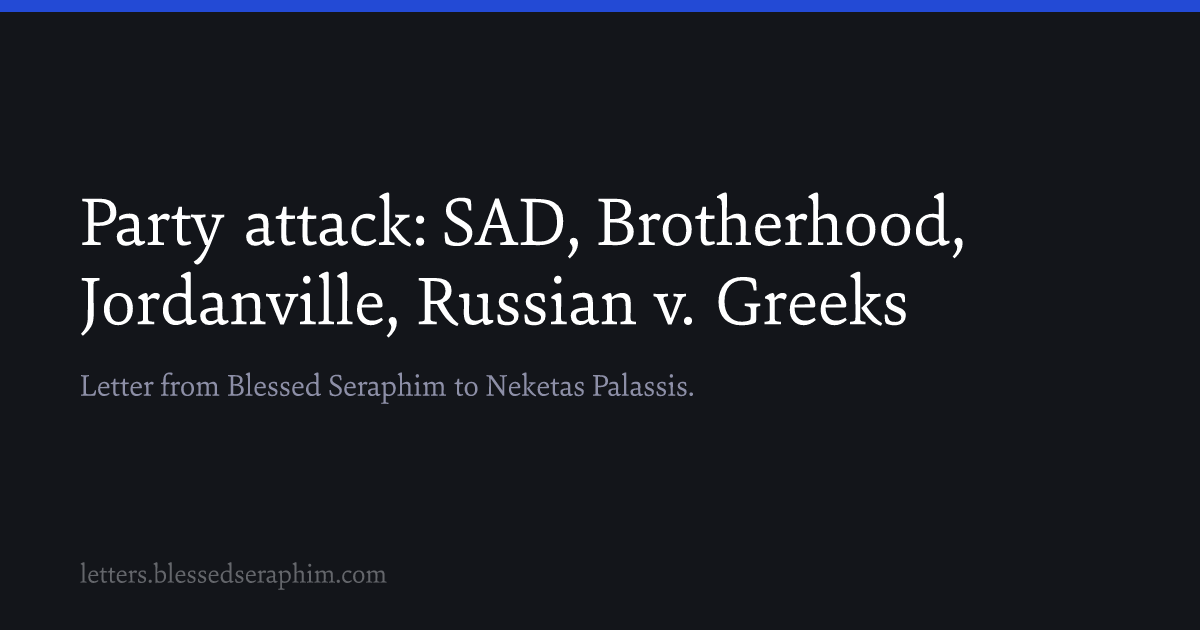 Party attack: SAD, Brotherhood,
Jordanville, Russian v. Greeks
Letter from Blessed Seraphim to Neketas Palassis.
letters.blessedseraphim.com